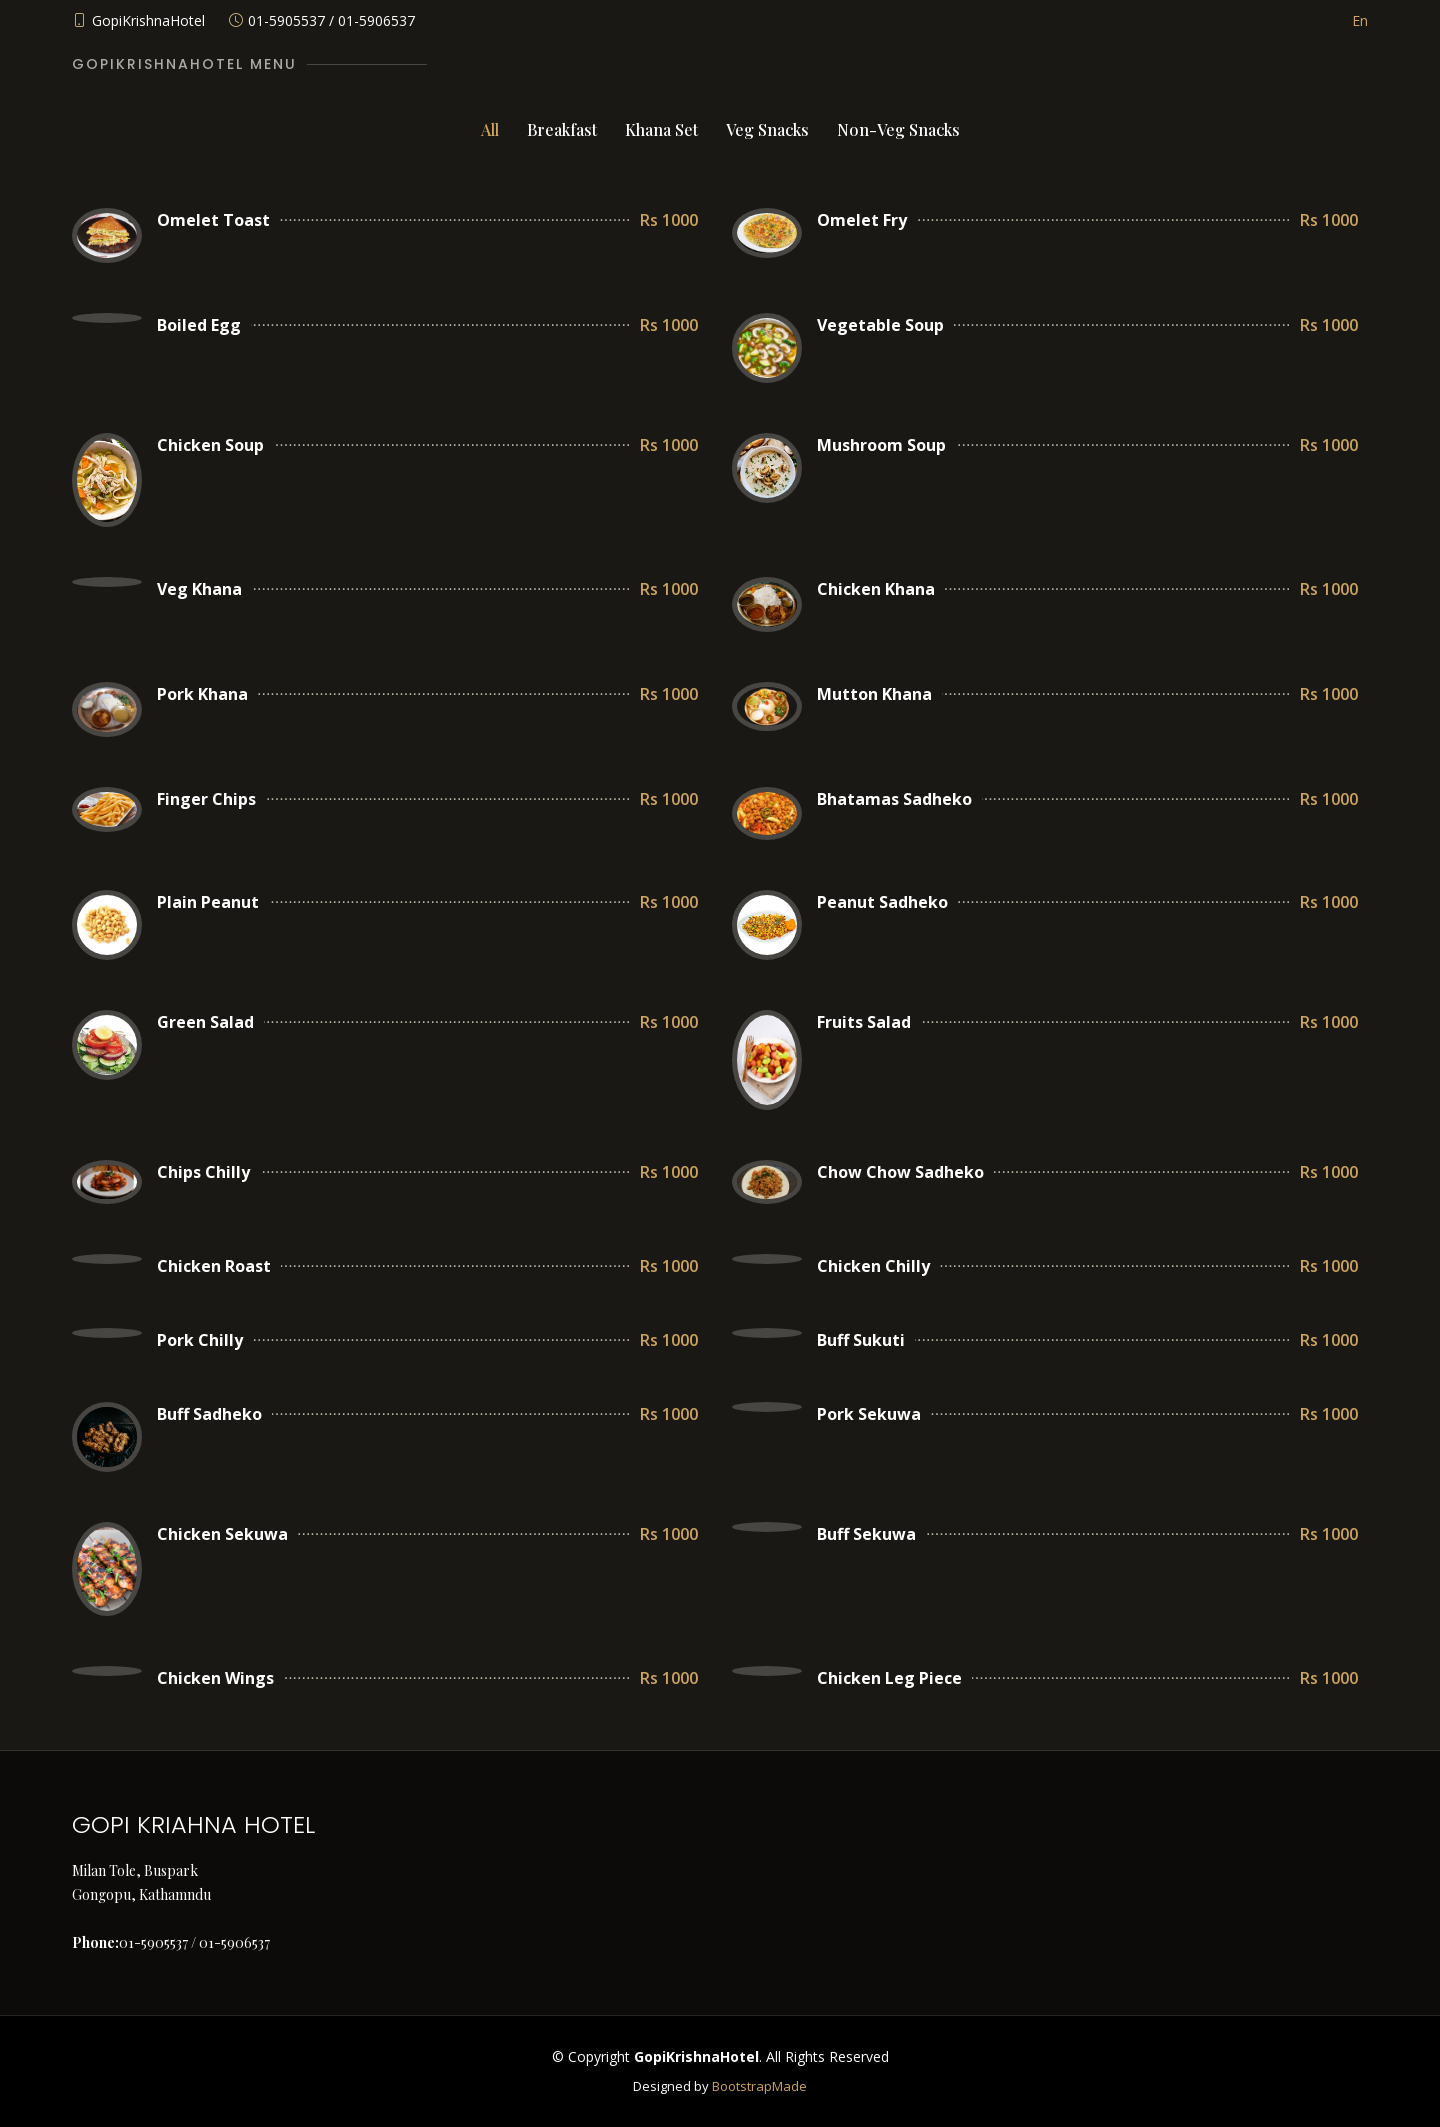 GopiKrishnaHotel 01-5905537 / 01-5906537 En
GOPIKRISHNAHOTEL MENU
All Breakfast Khana Set Veg Snacks Non-Veg Snacks
Omelet Toast Rs 1000 Omelet Fry Rs 1000
Boiled Egg Rs 1000 Vegetable Soup Rs 1000
Chicken Soup Rs 1000 Mushroom Soup Rs 1000
Veg Khana Rs 1000 Chicken Khana Rs 1000
Pork Khana Rs 1000 Mutton Khana Rs 1000
Finger Chips Rs 1000 Bhatamas Sadheko Rs 1000
Plain Peanut Rs 1000 Peanut Sadheko Rs 1000
Green Salad Rs 1000 Fruits Salad Rs 1000
Chips Chilly Rs 1000 Chow Chow Sadheko Rs 1000
Chicken Roast Rs 1000 Chicken Chilly Rs 1000
Pork Chilly Rs 1000 Buff Sukuti Rs 1000
Buff Sadheko Rs 1000 Pork Sekuwa Rs 1000
Chicken Sekuwa Rs 1000 Buff Sekuwa Rs 1000
Chicken Wings Rs 1000 Chicken Leg Piece Rs 1000
GOPI KRIAHNA HOTEL
Milan Tole, Buspark
Gongopu, Kathamndu
Phone:01-5905537 / 01-5906537
© Copyright GopiKrishnaHotel. All Rights Reserved
Designed by BootstrapMade